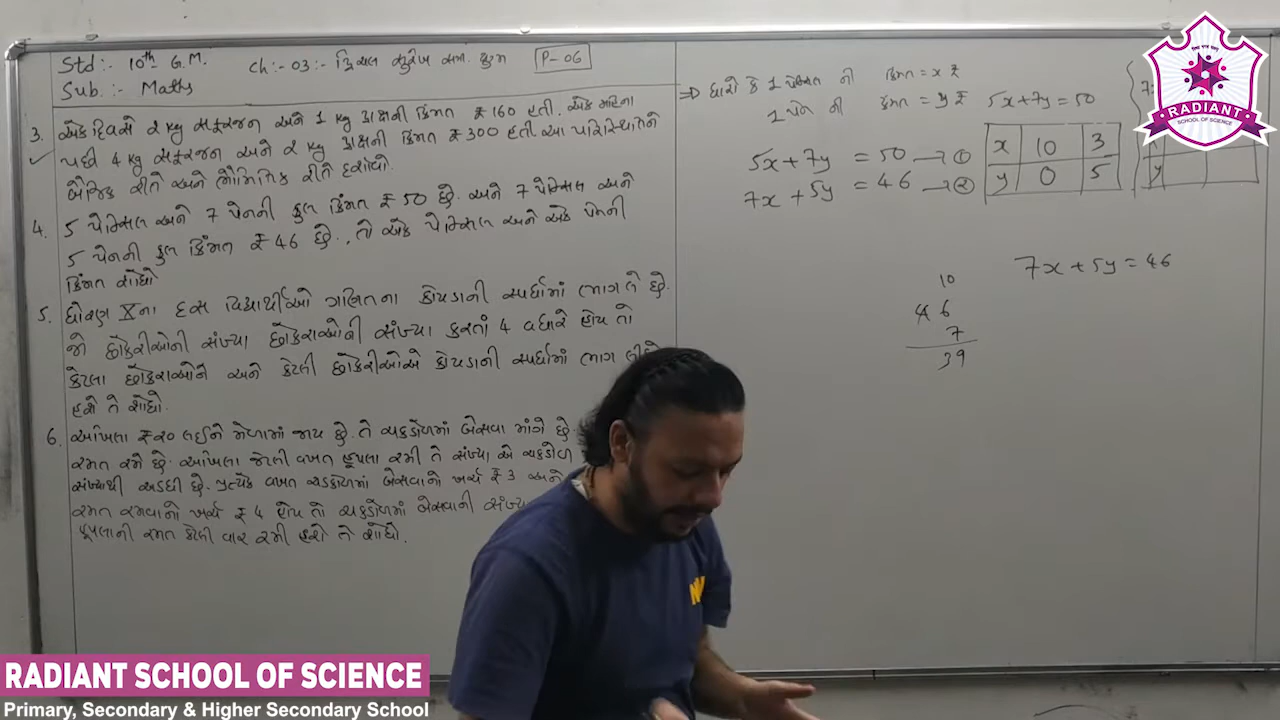 Std:- 10th G.M.
Ch:- 03:- દ્વિચલ સુરેખ સમી. યુગ્મ
P-06
Sub:- Maths
3. એક દિવસે 2 kg સફરજન અને 1 kg દ્રાક્ષની કિંમત ₹ 160 હતી. એક મહિના
પછી 4 kg સફરજન અને 2 kg દ્રાક્ષની કિંમત ₹ 300 હતી આ પરિસ્થિતિને
બૈજિક રીતે અને ભૌમિતિક રીતે દર્શાવો.
4. 5 પેન્સિલ અને 7 પેનની કુલ કિંમત ₹ 50 છે. અને 7 પેન્સિલ અને
5 પેનની કુલ કિંમત ₹ 46 છે., તો એક પેન્સિલ અને એક પેનની
કિંમત શોધો
5. ધોરણ X ના દસ વિદ્યાર્થીઓ ગણિતના કોયડાની સ્પર્ધામાં ભાગ લે છે.
જો છોકરીઓની સંખ્યા છોકરાઓની સંખ્યા કરતાં 4 વધારે હોય તો
કેટલા છોકરાઓને અને કેટલી છોકરીઓએ કોયડાની સ્પર્ધામાં ભાગ
હશે તે શોધો.
6. આખિલા ₹ 20 લઈને મેળામાં જાય છે. તે ચકડોળમાં બેસવા માંગે છે.
રમત રમે છે. આખિલા જેટલી વખત હૂપલા રમી તે સંખ્યા એ ચકડોળ
સંખ્યાથી અડધી છે. પ્રત્યેક વખત ચકડોળમાં બેસવાનો ખર્ચ ₹ 3 અને
રમત રમવાનો ખર્ચ ₹ 4 હોય તો ચકડોળમાં બેસવાની
હૂપલાની રમત કેટલી વાર રમી હશે તે શોધો.
⇒ ધારો કે 1 પેન્સિલ ની કિંમત = x ₹
1 પેન ની કિંમત = y ₹
5x+7y = 50 → ①
7x + 5y = 46 → ②
5x+7y = 50
x 10 3
y 0 5
7
y
7x + 5y = 46
10
46
7
39
RADIANT
SCHOOL OF SCIENCE
RADIANT SCHOOL OF SCIENCE
Primary, Secondary & Higher Secondary School